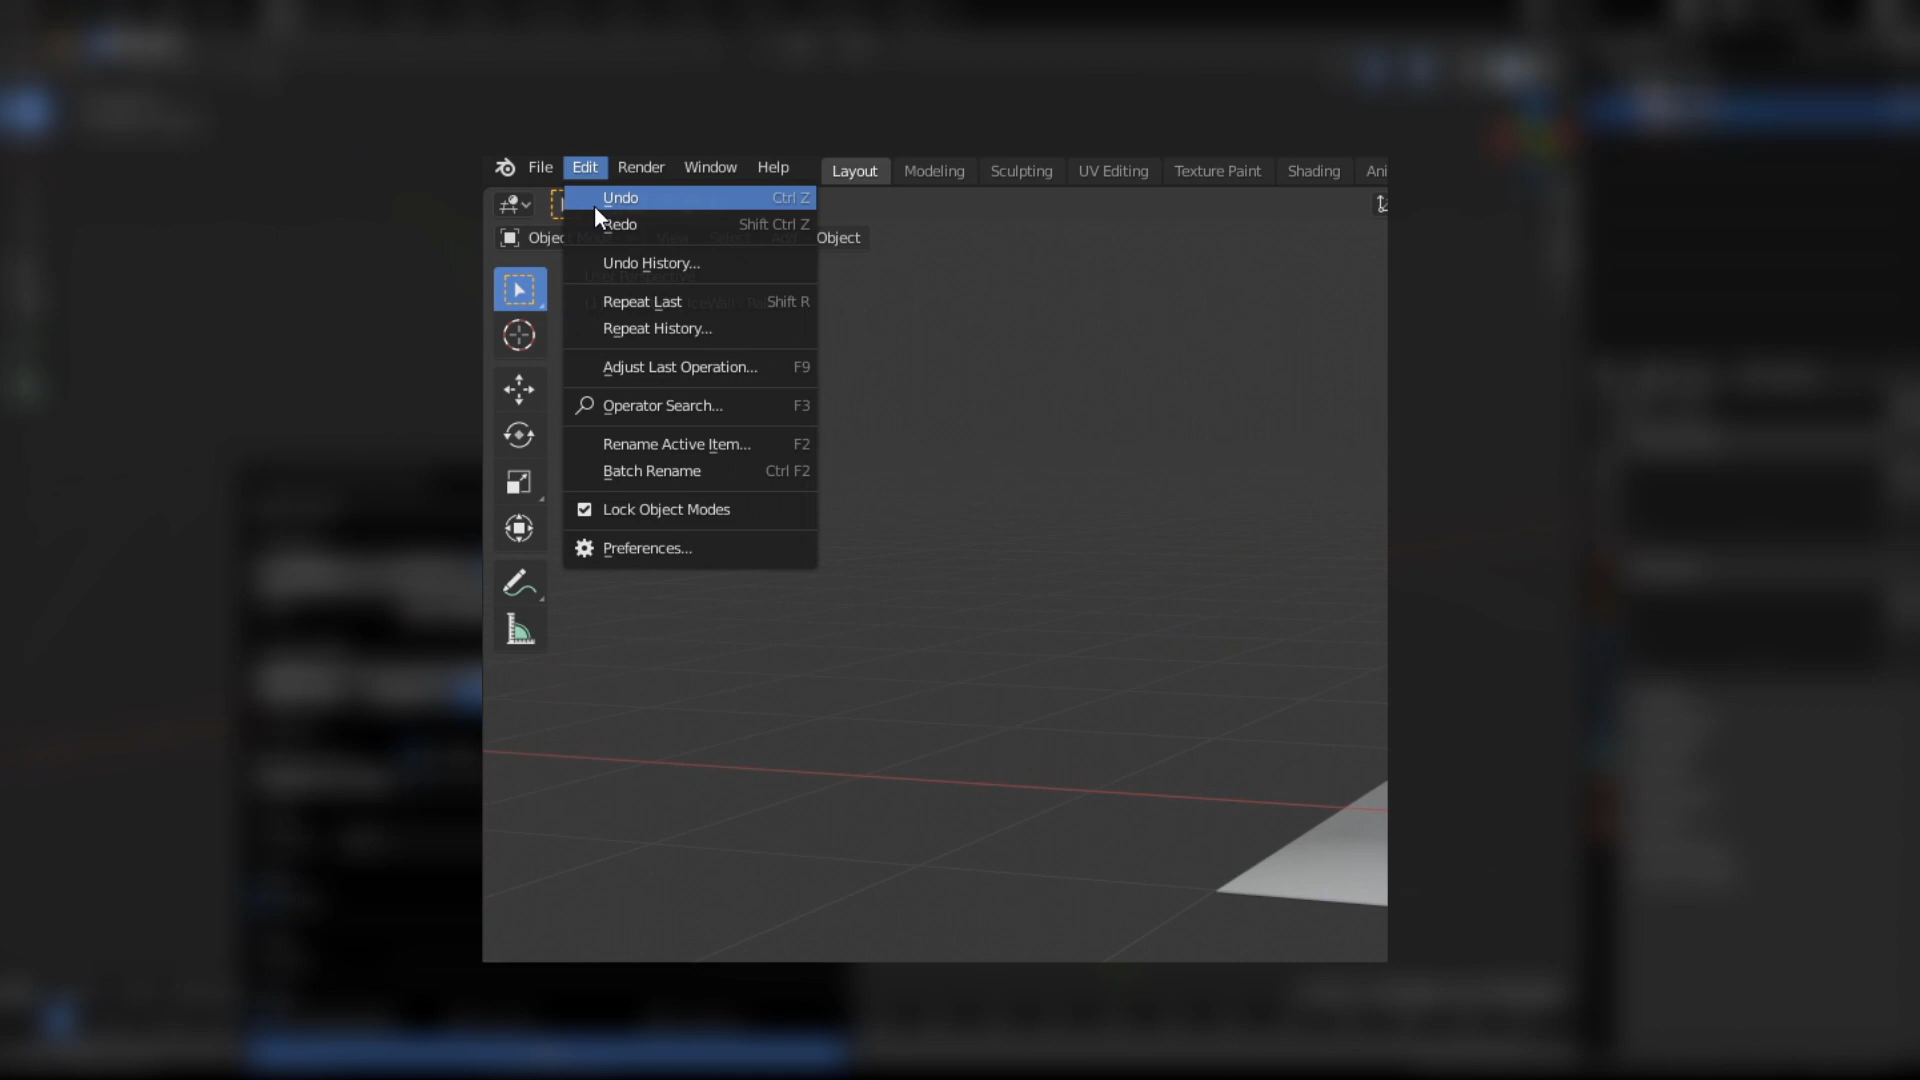 File Edit Render Window Help Layout Modeling Sculpting UV Editing Texture Paint Shading Ani
Undo Ctrl Z
Redo Shift Ctrl Z
Object
Undo History...
Repeat Last Shift R
Repeat History...
Adjust Last Operation... F9
Operator Search... F3
Rename Active Item... F2
Batch Rename Ctrl F2
Lock Object Modes
Preferences...